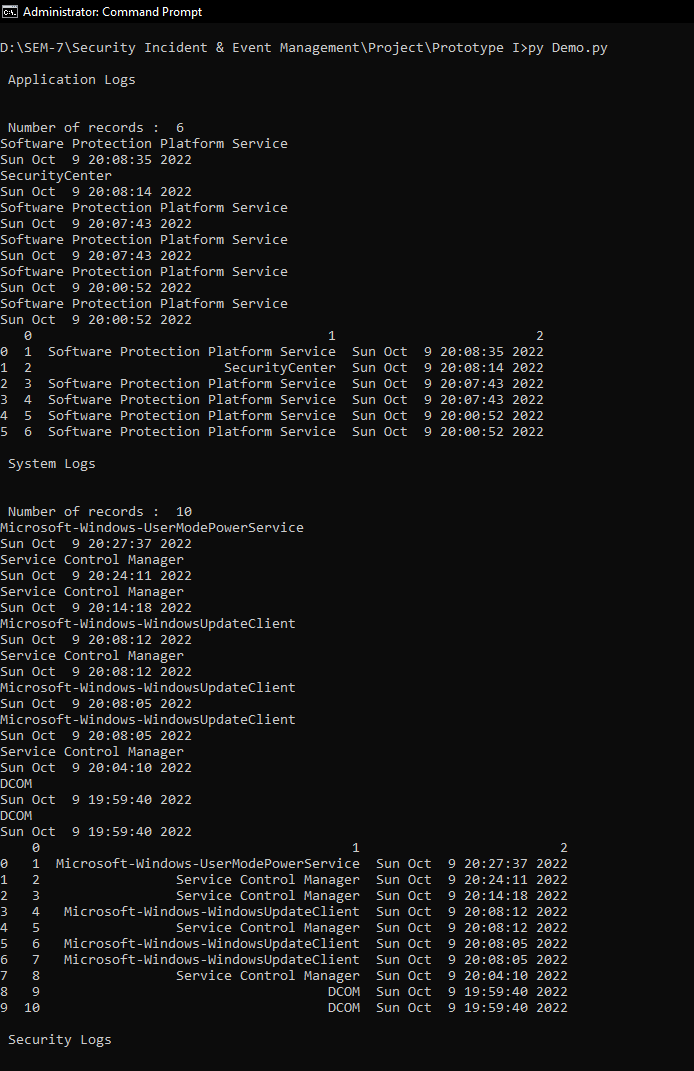 Administrator: Command Prompt
D:\SEM-7\Security Incident & Event Management\Project\Prototype I>py Demo.py
Application Logs
Number of records :  6
Software Protection Platform Service
Sun Oct  9 20:08:35 2022
SecurityCenter
Sun Oct  9 20:08:14 2022
Software Protection Platform Service
Sun Oct  9 20:07:43 2022
Software Protection Platform Service
Sun Oct  9 20:07:43 2022
Software Protection Platform Service
Sun Oct  9 20:00:52 2022
Software Protection Platform Service
Sun Oct  9 20:00:52 2022
   0                                     1                         2
0  1  Software Protection Platform Service  Sun Oct  9 20:08:35 2022
1  2                        SecurityCenter  Sun Oct  9 20:08:14 2022
2  3  Software Protection Platform Service  Sun Oct  9 20:07:43 2022
3  4  Software Protection Platform Service  Sun Oct  9 20:07:43 2022
4  5  Software Protection Platform Service  Sun Oct  9 20:00:52 2022
5  6  Software Protection Platform Service  Sun Oct  9 20:00:52 2022
System Logs
Number of records :  10
Microsoft-Windows-UserModePowerService
Sun Oct  9 20:27:37 2022
Service Control Manager
Sun Oct  9 20:24:11 2022
Service Control Manager
Sun Oct  9 20:14:18 2022
Microsoft-Windows-WindowsUpdateClient
Sun Oct  9 20:08:12 2022
Service Control Manager
Sun Oct  9 20:08:12 2022
Microsoft-Windows-WindowsUpdateClient
Sun Oct  9 20:08:05 2022
Microsoft-Windows-WindowsUpdateClient
Sun Oct  9 20:08:05 2022
Service Control Manager
Sun Oct  9 20:04:10 2022
DCOM
Sun Oct  9 19:59:40 2022
DCOM
Sun Oct  9 19:59:40 2022
    0                                       1                         2
0   1  Microsoft-Windows-UserModePowerService  Sun Oct  9 20:27:37 2022
1   2                 Service Control Manager  Sun Oct  9 20:24:11 2022
2   3                 Service Control Manager  Sun Oct  9 20:14:18 2022
3   4   Microsoft-Windows-WindowsUpdateClient  Sun Oct  9 20:08:12 2022
4   5                 Service Control Manager  Sun Oct  9 20:08:12 2022
5   6   Microsoft-Windows-WindowsUpdateClient  Sun Oct  9 20:08:05 2022
6   7   Microsoft-Windows-WindowsUpdateClient  Sun Oct  9 20:08:05 2022
7   8                 Service Control Manager  Sun Oct  9 20:04:10 2022
8   9                                    DCOM  Sun Oct  9 19:59:40 2022
9  10                                    DCOM  Sun Oct  9 19:59:40 2022
Security Logs